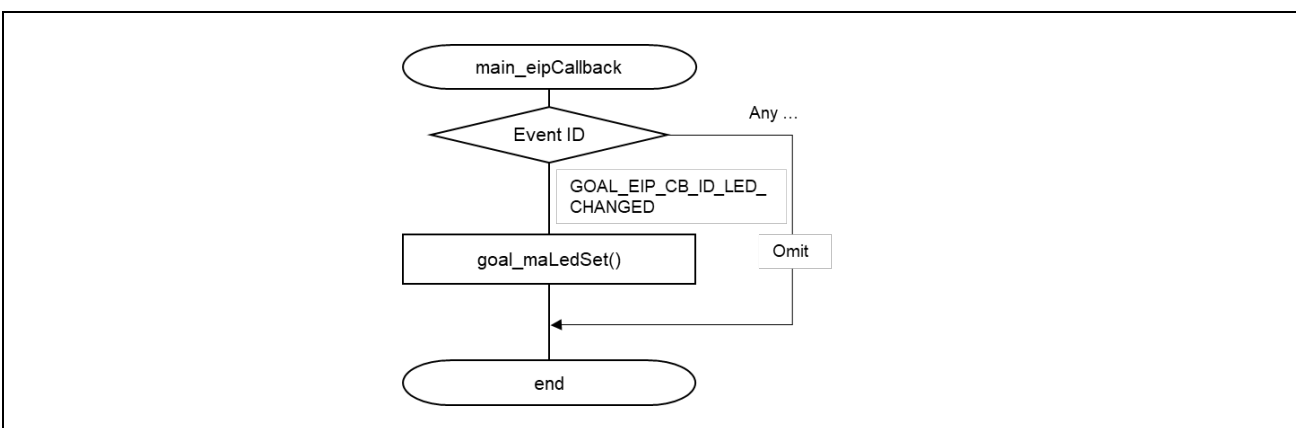 main_eipCallback
Any …
Event ID
GOAL_EIP_CB_ID_LED_
CHANGED
Omit
goal_maLedSet()
end